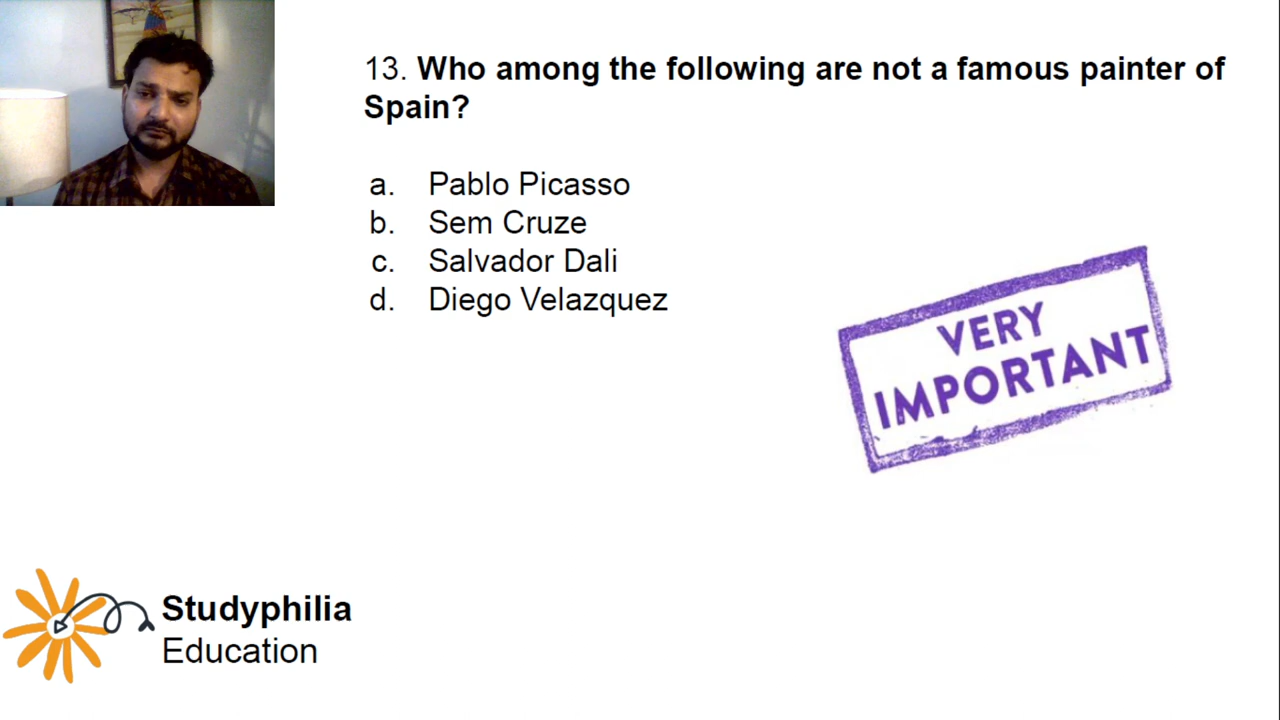 13. Who among the following are not a famous painter of
Spain?
a. Pablo Picasso
b. Sem Cruze
c. Salvador Dali
d. Diego Velazquez
VERY
IMPORTANT
Studyphilia
Education